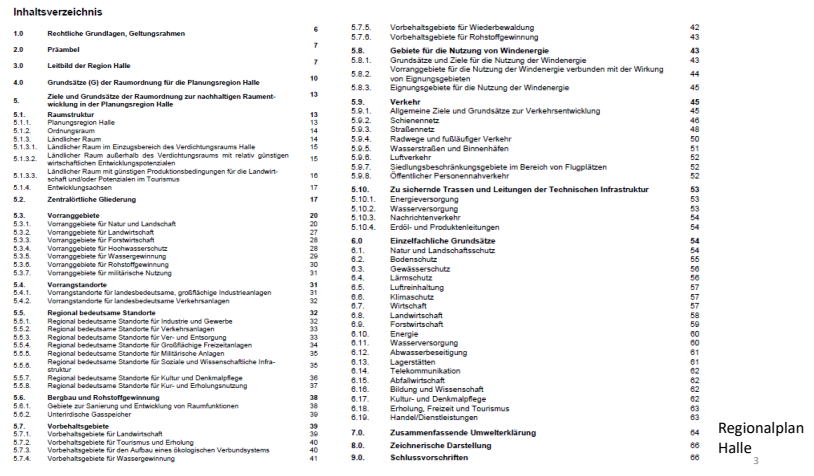 Inhaltsverzeichnis
1.0 Rechtliche Grundlagen, Geltungsrahmen 6
2.0 Präambel 7
3.0 Leitbild der Region Halle 7
4.0 Grundsätze (G) der Raumordnung für die Planungsregion Halle 10
5. Ziele und Grundsätze der Raumordnung zur nachhaltigen Raument- 13
wicklung in der Planungsregion Halle
5.1. Raumstruktur 13
5.1.1. Planungsregion Halle 13
5.1.2. Ordnungsraum 14
5.1.3. Ländlicher Raum 14
5.1.3.1. Ländlicher Raum im Einzugsbereich des Verdichtungsraums Halle 15
5.1.3.2. Ländlicher Raum außerhalb des Verdichtungsraums mit relativ günstigen 15
wirtschaftlichen Entwicklungspotenzialen
5.1.3.3. Ländlicher Raum mit günstigen Produktionsbedingungen für die Landwirt- 16
schaft und/oder Potenzialen im Tourismus
5.1.4. Entwicklungsachsen 17
5.2. Zentralörtliche Gliederung 17
5.3. Vorranggebiete 20
5.3.1. Vorranggebiete für Natur und Landschaft 20
5.3.2. Vorranggebiete für Landwirtschaft 27
5.3.3. Vorranggebiete für Forstwirtschaft 28
5.3.4. Vorranggebiete für Hochwasserschutz 28
5.3.5. Vorranggebiete für Wassergewinnung 29
5.3.6. Vorranggebiete für Rohstoffgewinnung 30
5.3.7. Vorranggebiete für militärische Nutzung 31
5.4. Vorrangstandorte 31
5.4.1. Vorrangstandorte für landesbedeutsame, großflächige Industrieanlagen 31
5.4.2. Vorrangstandorte für landesbedeutsame Verkehrsanlagen 32
5.5. Regional bedeutsame Standorte 32
5.5.1. Regional bedeutsame Standorte für Industrie und Gewerbe 32
5.5.2. Regional bedeutsame Standorte für Verkehrsanlagen 33
5.5.3. Regional bedeutsame Standorte für Ver- und Entsorgung 33
5.5.4. Regional bedeutsame Standorte für Großflächige Freizeitanlagen 34
5.5.5. Regional bedeutsame Standorte für Militärische Anlagen 35
5.5.6. Regional bedeutsame Standorte für Soziale und Wissenschaftliche Infra- 35
struktur
5.5.7. Regional bedeutsame Standorte für Kultur und Denkmalpflege 36
5.5.8. Regional bedeutsame Standorte für Kur- und Erholungsnutzung 37
5.6. Bergbau und Rohstoffgewinnung 38
5.6.1. Gebiete zur Sanierung und Entwicklung von Raumfunktionen 38
5.6.2. Unterirdische Gasspeicher 39
5.7. Vorbehaltsgebiete 39
5.7.1. Vorbehaltsgebiete für Landwirtschaft 39
5.7.2. Vorbehaltsgebiete für Tourismus und Erholung 40
5.7.3. Vorbehaltsgebiete für den Aufbau eines ökologischen Verbundsystems 40
5.7.4. Vorbehaltsgebiete für Wassergewinnung 41
5.7.5. Vorbehaltsgebiete für Wiederbewaldung 42
5.7.6. Vorbehaltsgebiete für Rohstoffgewinnung 43
5.8. Gebiete für die Nutzung von Windenergie 43
5.8.1. Grundsätze und Ziele für die Nutzung der Windenergie 43
5.8.2. Vorranggebiete für die Nutzung der Windenergie verbunden mit der Wirkung 44
von Eignungsgebieten
5.8.3. Eignungsgebiete für die Nutzung der Windenergie 45
5.9. Verkehr 45
5.9.1. Allgemeine Ziele und Grundsätze zur Verkehrsentwicklung 45
5.9.2. Schienennetz 46
5.9.3. Straßennetz 48
5.9.4. Radwege und fußläufiger Verkehr 50
5.9.5. Wasserstraßen und Binnenhäfen 51
5.9.6. Luftverkehr 52
5.9.7. Siedlungsbeschränkungsgebiete im Bereich von Flugplätzen 52
5.9.8. Öffentlicher Personennahverkehr 52
5.10. Zu sichernde Trassen und Leitungen der Technischen Infrastruktur 53
5.10.1. Energieversorgung 53
5.10.2. Wasserversorgung 53
5.10.3. Nachrichtenverkehr 54
5.10.4. Erdöl- und Produktenleitungen 54
6.0 Einzelfachliche Grundsätze 54
6.1. Natur und Landschaftsschutz 54
6.2. Bodenschutz 55
6.3. Gewässerschutz 56
6.4. Lärmschutz 56
6.5. Luftreinhaltung 57
6.6. Klimaschutz 57
6.7. Wirtschaft 57
6.8. Landwirtschaft 58
6.9. Forstwirtschaft 59
6.10. Energie 60
6.11. Wasserversorgung 60
6.12. Abwasserbeseitigung 61
6.13. Lagerstätten 61
6.14. Telekommunikation 62
6.15. Abfallwirtschaft 62
6.16. Bildung und Wissenschaft 62
6.17. Kultur- und Denkmalpflege 62
6.18. Erholung, Freizeit und Tourismus 63
6.19. Handel/Dienstleistungen 63
7.0. Zusammenfassende Umwelterklärung 64
8.0. Zeichnerische Darstellung 66
9.0. Schlussvorschriften 66
Regionalplan
Halle
3